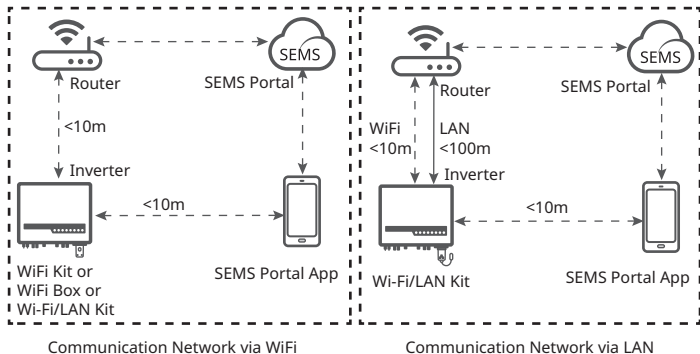 SEMS
Router
SEMS Portal
<10m
Inverter
<10m
WiFi Kit or
WiFi Box or
Wi-Fi/LAN Kit
SEMS Portal App
Communication Network via WiFi
SEMS
Router
SEMS Portal
WiFi
<10m
LAN
<100m
Inverter
<10m
Wi-Fi/LAN Kit
SEMS Portal App
Communication Network via LAN